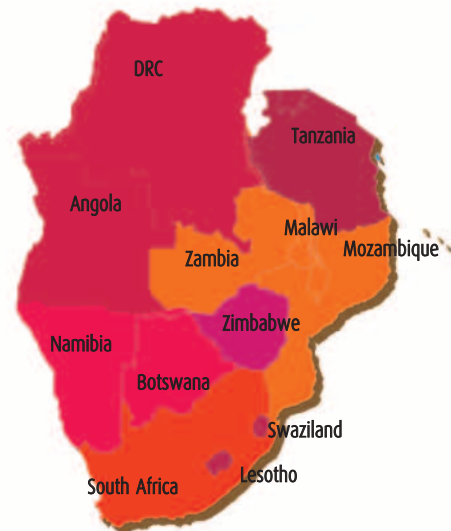 DRC
Tanzania
Angola
Malawi
Mozambique
Zambia
Zimbabwe
Namibia
Botswana
Swaziland
Lesotho
South Africa